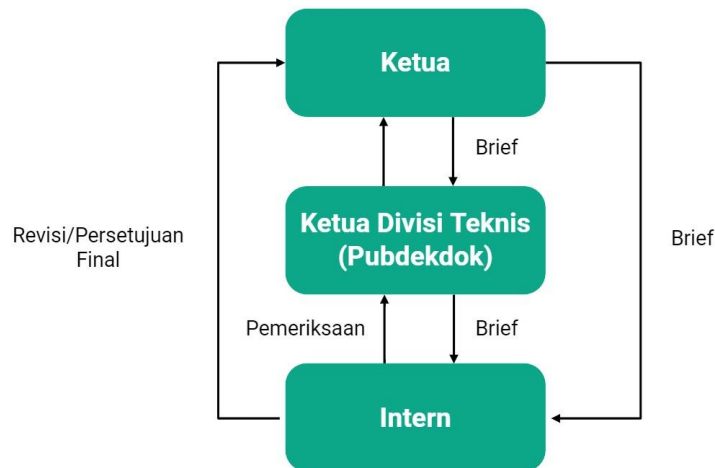 Ketua
Brief
Ketua Divisi Teknis
(Pubdekdok)
Revisi/Persetujuan
Final
Brief
Pemeriksaan
Brief
Intern